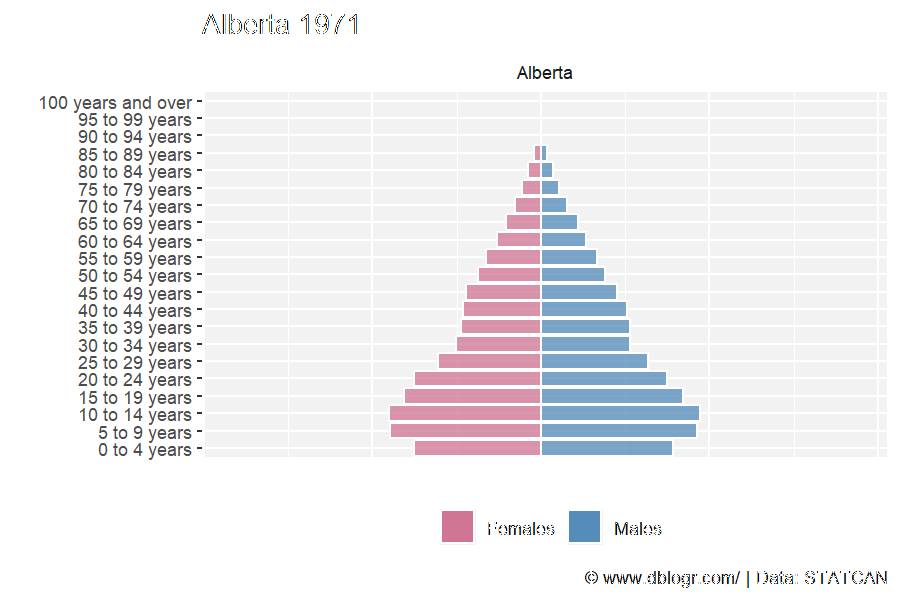 Alberta 1971
Alberta
100 years and over
95 to 99 years
90 to 94 years
85 to 89 years
80 to 84 years
75 to 79 years
70 to 74 years
65 to 69 years
60 to 64 years
55 to 59 years
50 to 54 years
45 to 49 years
40 to 44 years
35 to 39 years
30 to 34 years
25 to 29 years
20 to 24 years
15 to 19 years
10 to 14 years
5 to 9 years
0 to 4 years
Females Males
© www.dblogr.com/ | Data: STATCAN